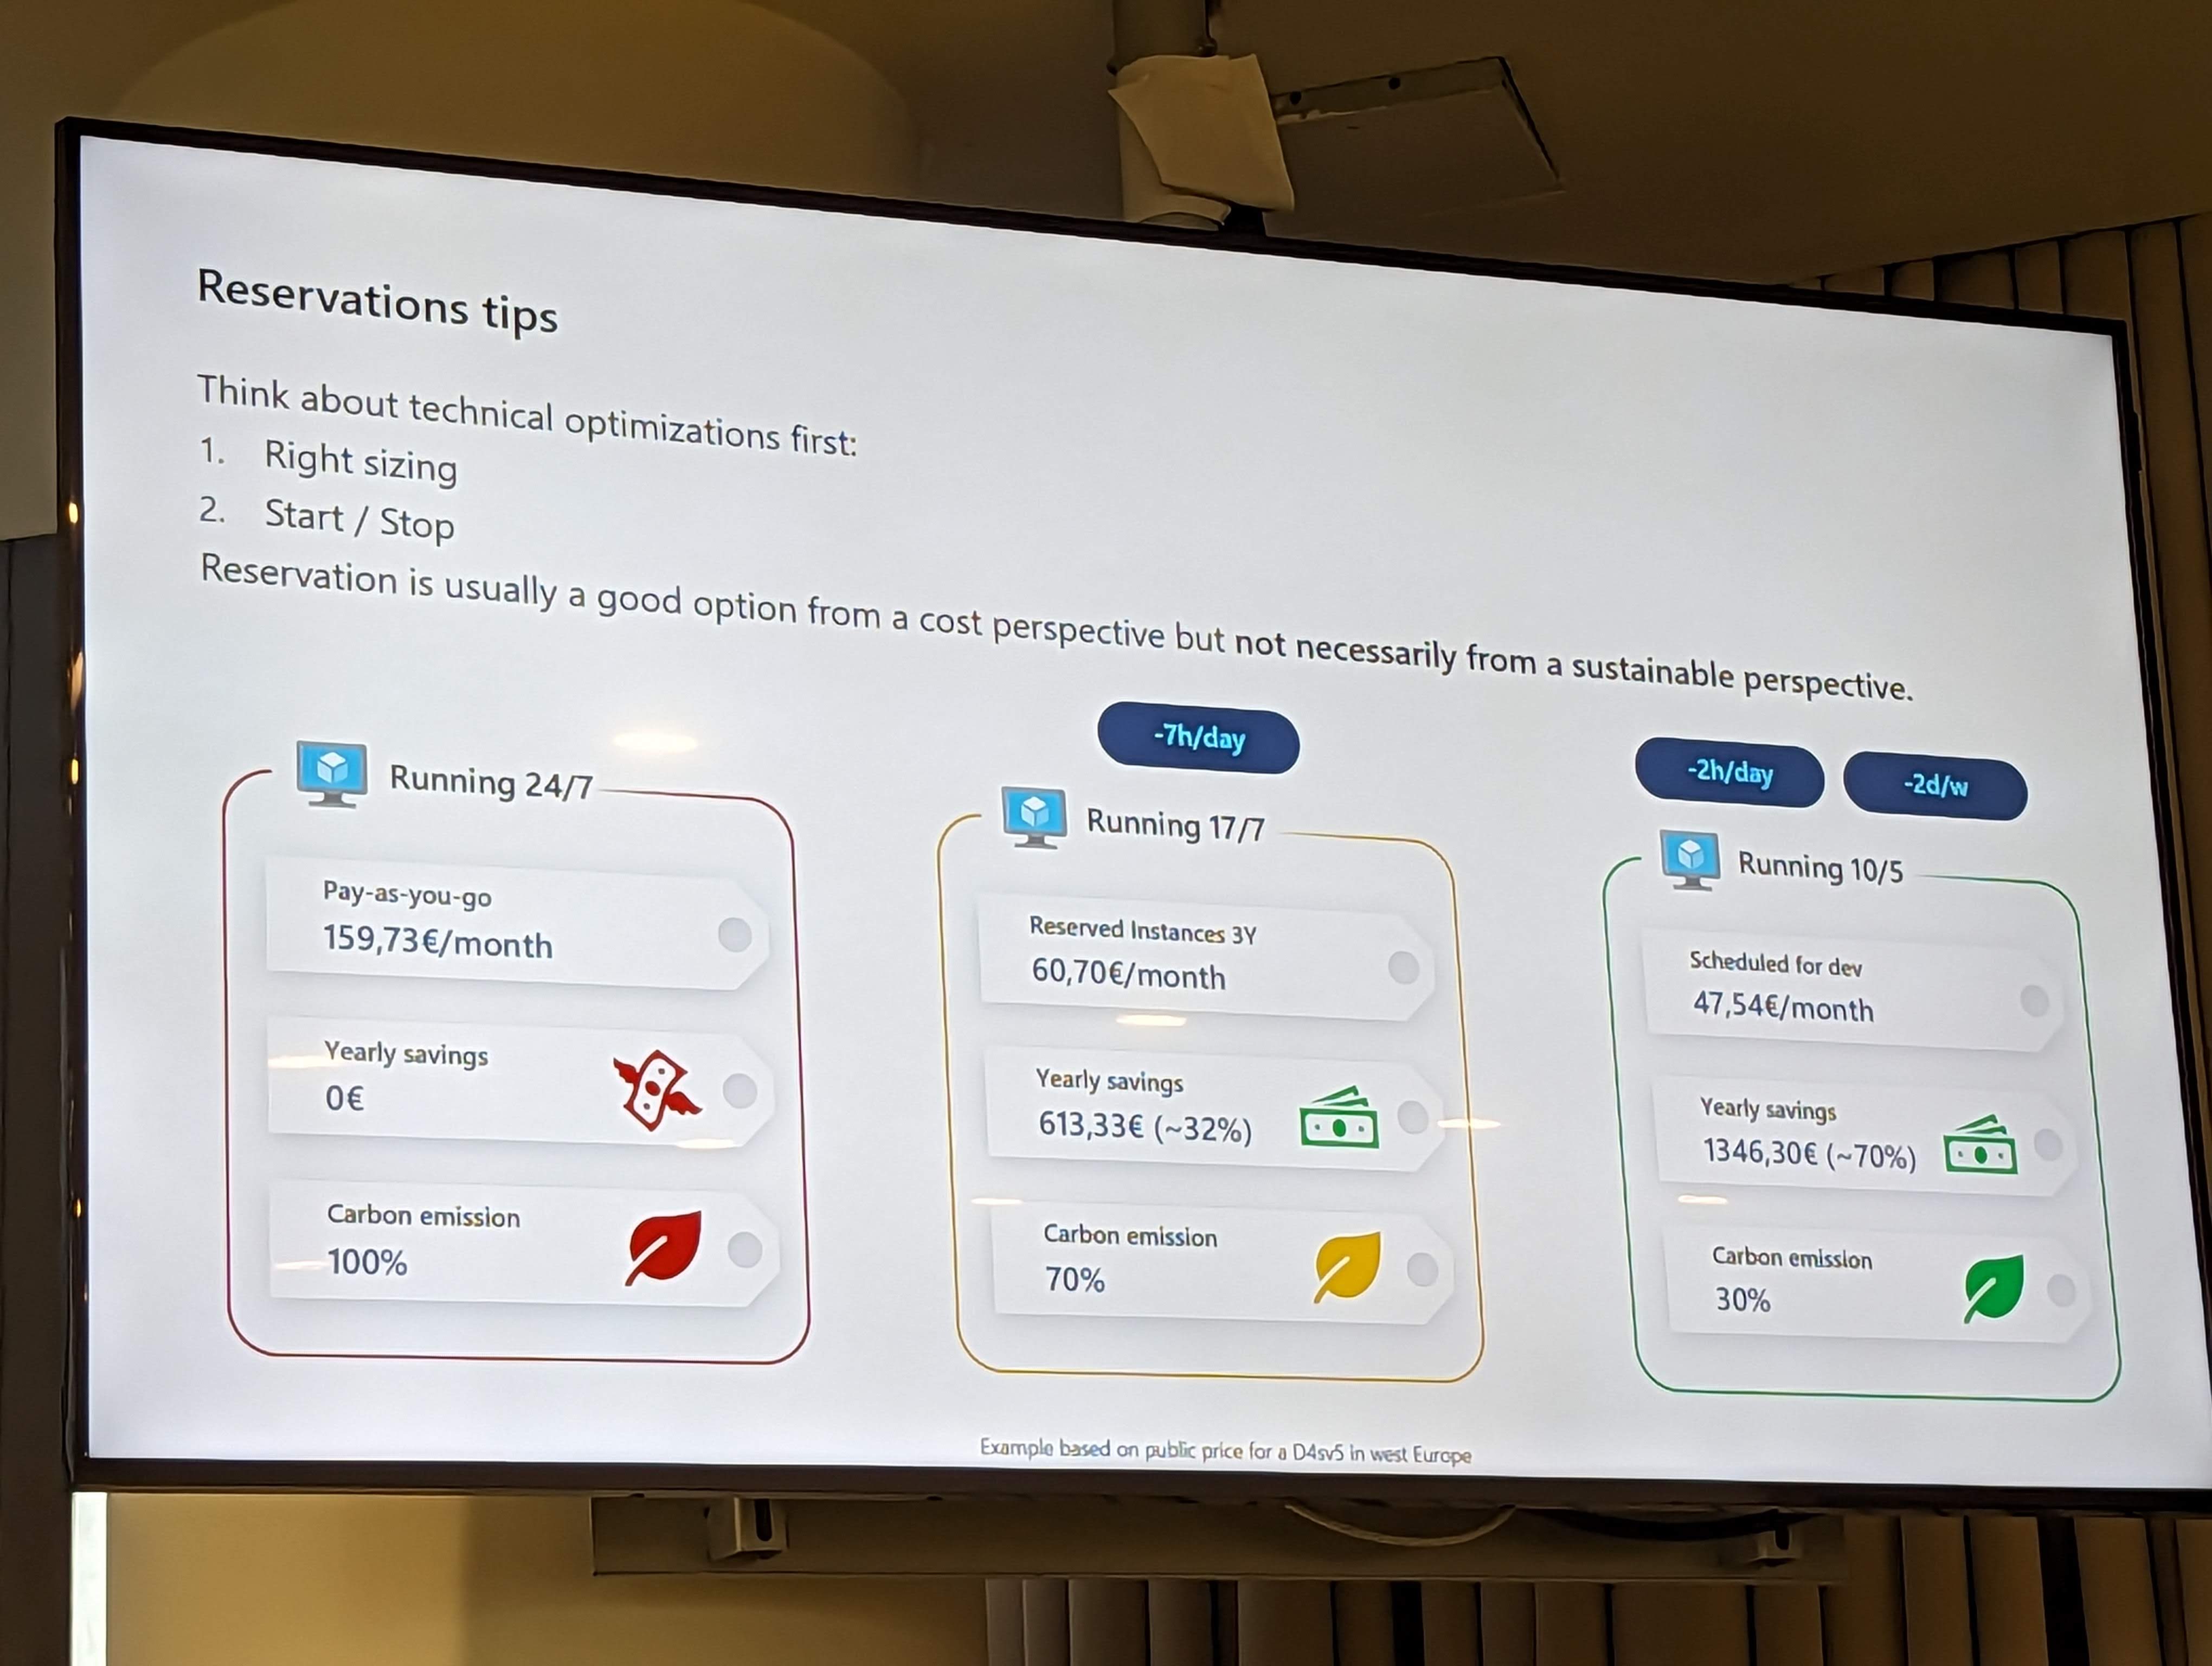 Reservations tips
Think about technical optimizations first:
1. Right sizing
2. Start / Stop
Reservation is usually a good option from a cost perspective but not necessarily from a sustainable perspective.
Running 24/7
Pay-as-you-go
159,73€/month
Yearly savings
0€
Carbon emission
100%
-7h/day
Running 17/7
Reserved Instances 3Y
60,70€/month
Yearly savings
613,33€ (~32%)
Carbon emission
70%
-2h/day
-2d/w
Running 10/5
Scheduled for dev
47,54€/month
Yearly savings
1346,30€ (~70%)
Carbon emission
30%
Example based on public price for a D4sv5 in west Europe